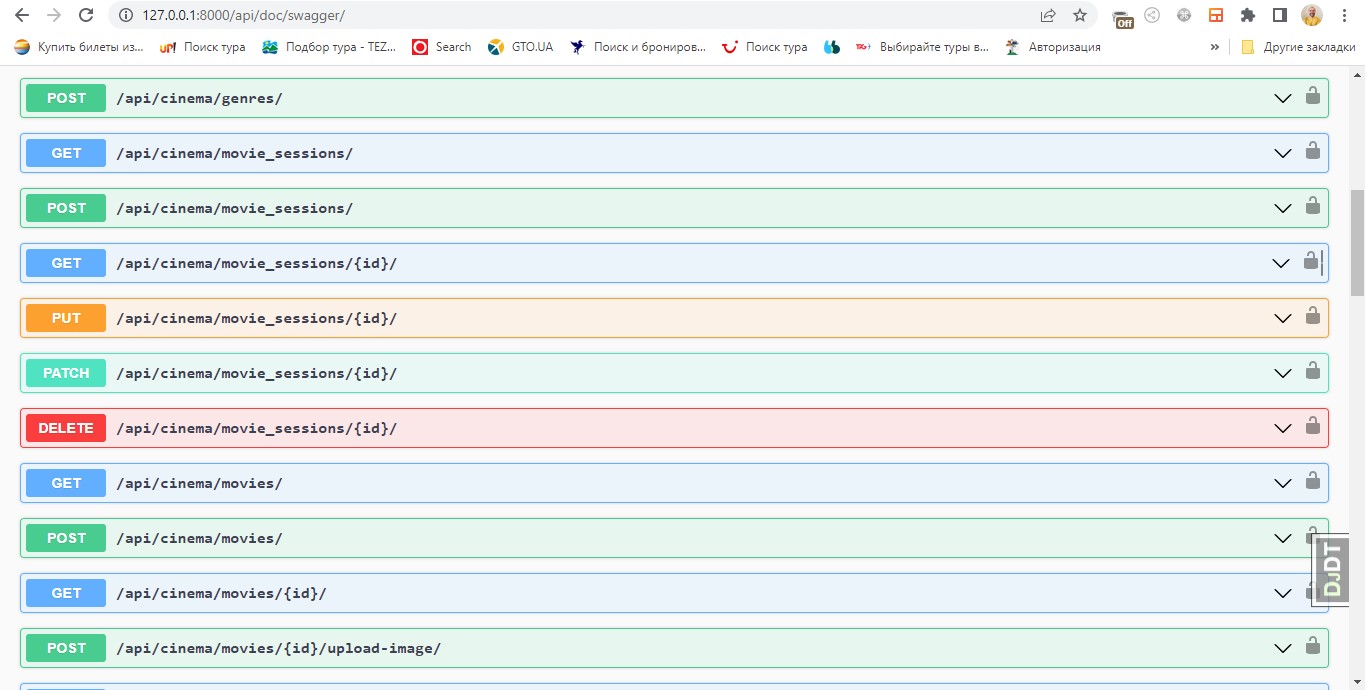 127.0.0.1:8000/api/doc/swagger/
Off
Купить билеты из... up! Поиск тура Подбор тура - TEZ... Search GTO.UA Поиск и брониров... Поиск тура Выбирайте туры в... Авторизация » Другие закладки
POST /api/cinema/genres/
GET /api/cinema/movie_sessions/
POST /api/cinema/movie_sessions/
GET /api/cinema/movie_sessions/{id}/
PUT /api/cinema/movie_sessions/{id}/
PATCH /api/cinema/movie_sessions/{id}/
DELETE /api/cinema/movie_sessions/{id}/
GET /api/cinema/movies/
POST /api/cinema/movies/
DJDT
GET /api/cinema/movies/{id}/
POST /api/cinema/movies/{id}/upload-image/